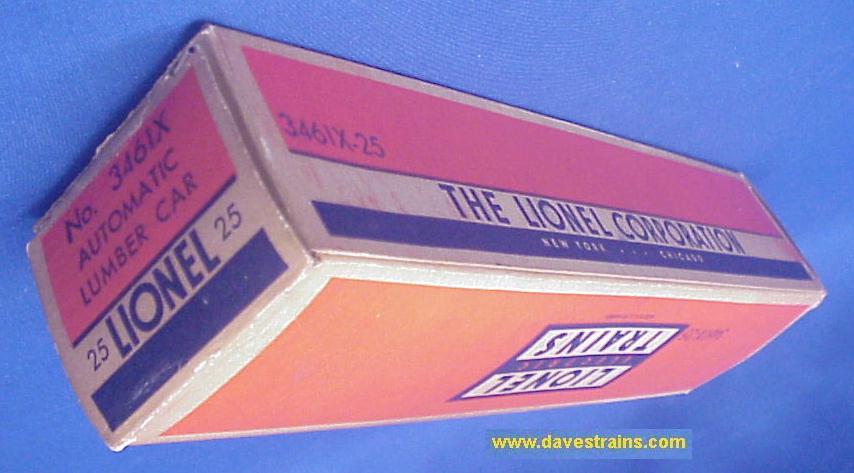 No. 3461X
AUTOMATIC
LUMBER CAR
25 LIONEL 25
3461X-25
THE LIONEL CORPORATION
NEW YORK • • • CHICAGO
LIONEL
ELECTRIC
TRAINS
www.davestrains.com